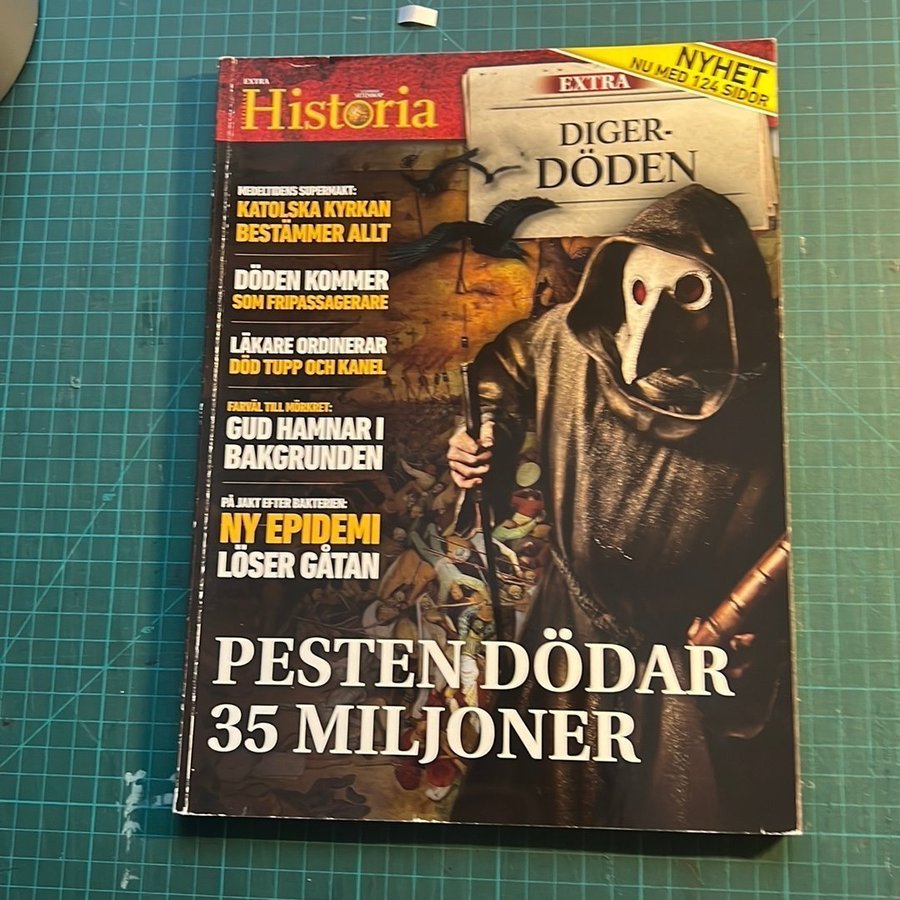 EXTRA
Historia
NYHET
NU MED 124 SIDOR
EXTRA
DIGER-
DÖDEN
MEDELTIDENS SUPERMAKT:
KATOLSKA KYRKAN
BESTÄMMER ALLT
DÖDEN KOMMER
SOM FRIPASSAGERARE
LÄKARE ORDINERAR
DÖD TUPP OCH KANEL
FARVÄL TILL MÖRKRET:
GUD HAMNAR I
BAKGRUNDEN
PÅ JAKT EFTER BAKTERIEN:
NY EPIDEMI
LÖSER GÅTAN
PESTEN DÖDAR
35 MILJONER